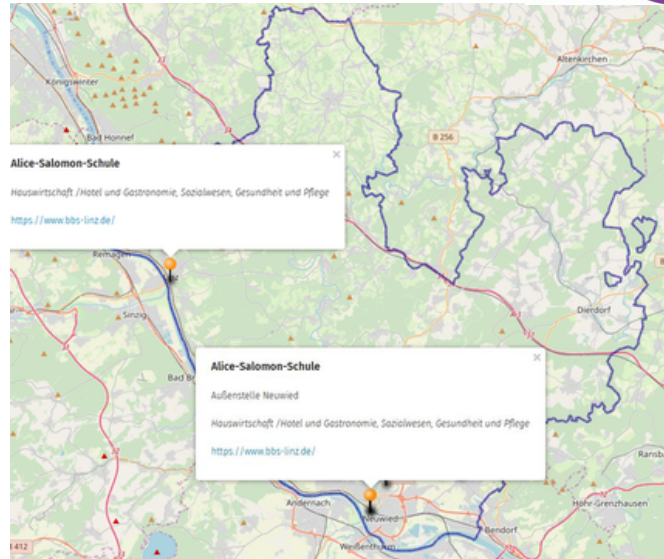 Königswinter
Altenkirchen
Bad Honnef
B 256
Alice-Salomon-Schule
×
Hauswirtschaft /Hotel und Gastronomie, Sozialwesen, Gesundheit und Pflege
https://www.bbs-linz.de/
Remagen
Sinzig
Dierdorf
Alice-Salomon-Schule
×
Außenstelle Neuwied
Hauswirtschaft /Hotel und Gastronomie, Sozialwesen, Gesundheit und Pflege
https://www.bbs-linz.de/
Bad
Andernach
Neuwied
Bendorf
Höhr-Grenzhausen
Weißenthurm
412